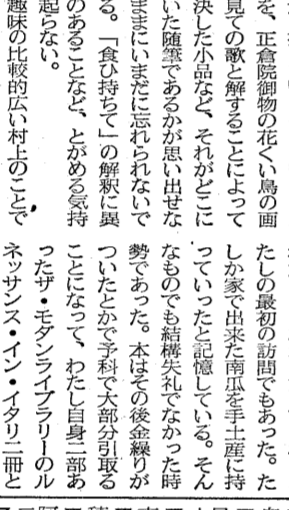 を、正倉院御物の花くい鳥の画
見ての歌と解することによって
決した小品など、それがどこに
いた随筆であるかが思い出せな
ままにいまだに忘れられないで
る。「食ひ持ちて」の解釈に異
のあることなど、とがめる気持
起らない。
趣味の比較的広い村上のことで
たしの最初の訪問でもあった。た
しか家で出来た南瓜を手土産に持
っていったと記憶している。そん
なものでも結構失礼でなかった時
勢であった。本はその後金繰りが
ついたとかで予科で大部分引取る
ことになって、わたし自身二部あ
ったザ・モダンライブラリーのル
ネッサンス・イン・イタリ二冊と